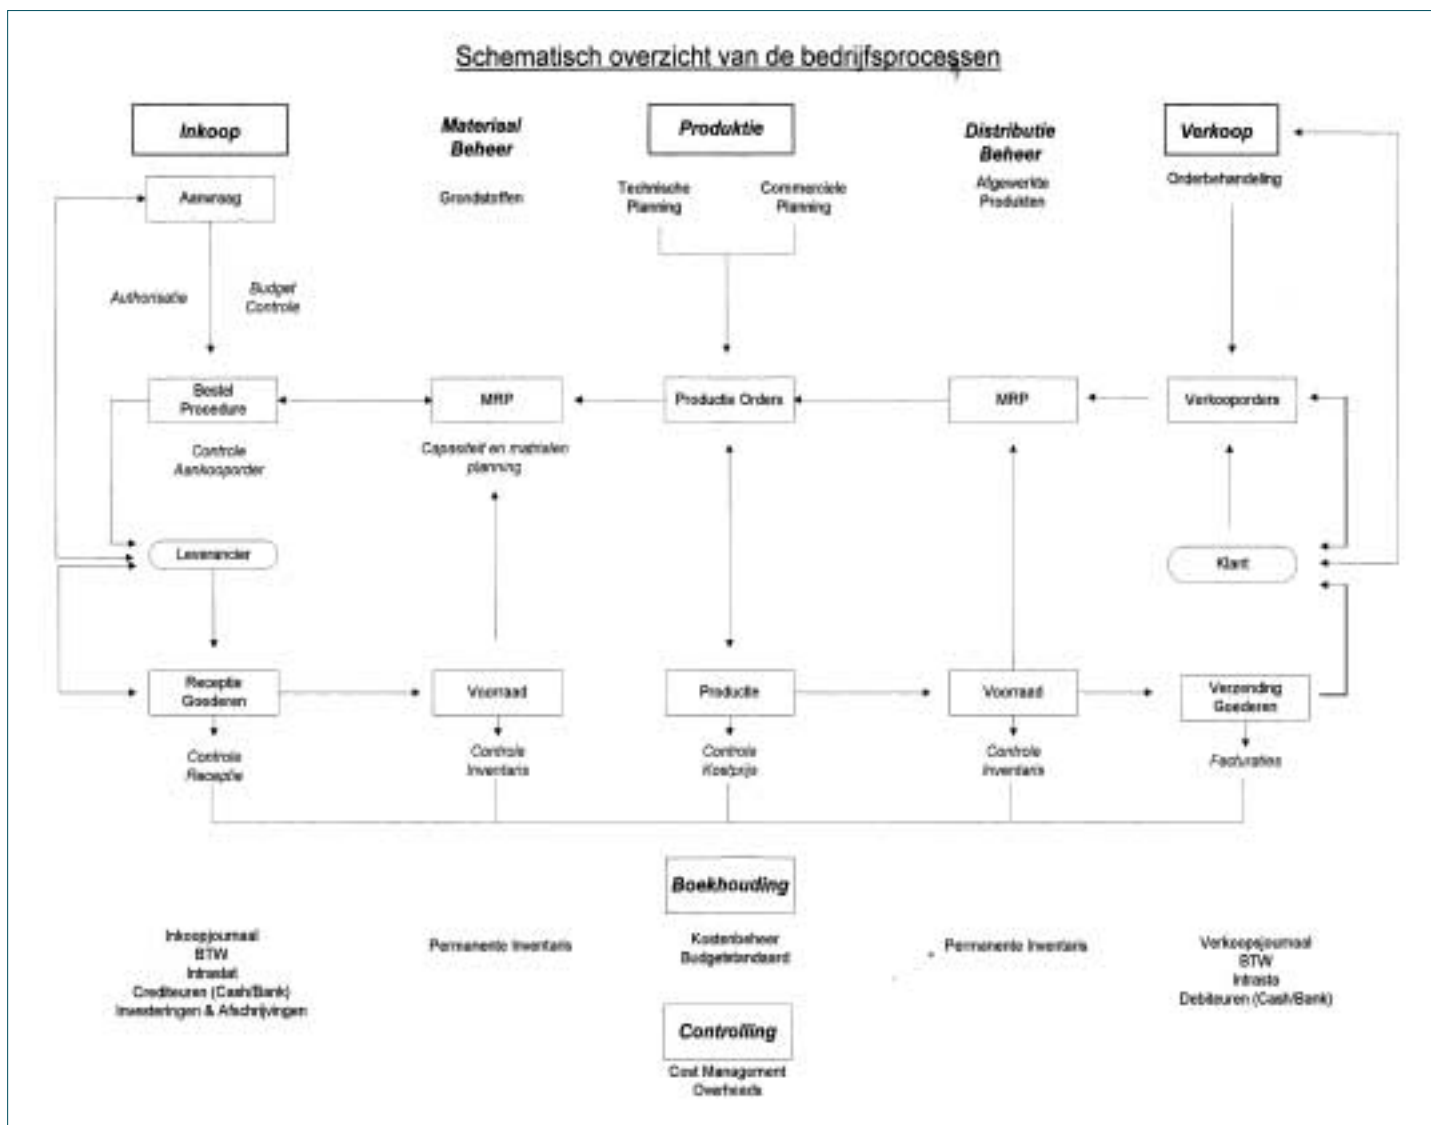 Schematisch overzicht van de bedrijfsprocessen
Inkoop
Materiaal
Beheer
Produktie
Distributie
Beheer
Verkoop
Aanvraag
Grondstoffen
Technische
Planning
Commerciele
Planning
Afgewerkte
Produkten
Orderbehandeling
Authorisatie
Budget
Controle
Bestel
Procedure
MRP
Productie Orders
MRP
Verkooporders
Controle
Aankooporder
Capasiteit en matrialen
planning
Leverancier
Klant
Receptie
Goederen
Voorraad
Productie
Voorraad
Verzending
Goederen
Controle
Receptie
Controle
Inventaris
Controle
Kostprijs
Controle
Inventaris
Facturaties
Boekhouding
Inkoopjournaal
BTW
Intrastat
Crediteuren (Cash/Bank)
Investeringen & Afschrijvingen
Permanente Inventaris
Kostenbeheer
Budgetstandaard
Permanente Inventaris
Verkoopsjournaal
BTW
Intrasta
Debiteuren (Cash/Bank)
Controlling
Cost Management
Overheads